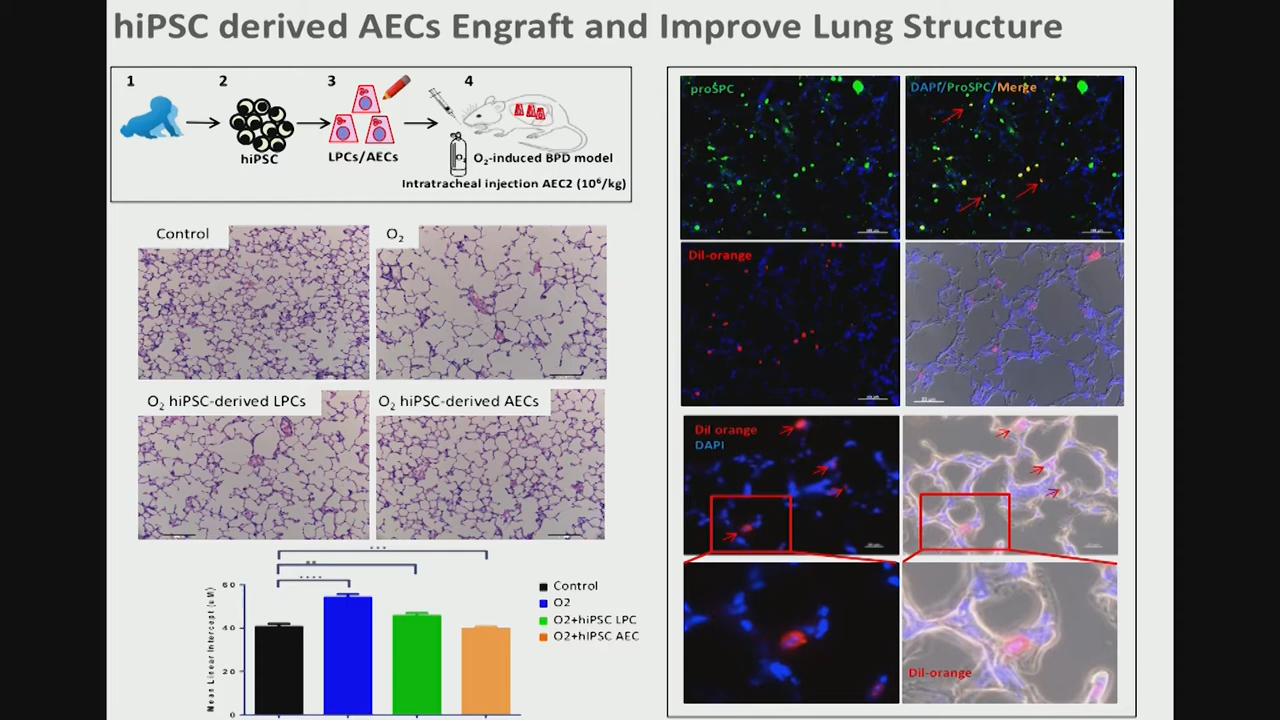 hiPSC derived AECs Engraft and Improve Lung Structure
1
2
3
4
hiPSC
LPCs/AECs
O₂
O₂-induced BPD model
Intratracheal injection AEC2 (10⁶/kg)
Control
O₂
O₂ hiPSC-derived LPCs
O₂ hiPSC-derived AECs
Mean Linear Intercept (uM)
60
40
20
0
****
**
***
Control
O2
O2+hiPSC LPC
O2+hIPSC AEC
proSPC
DAPI/ProSPC/Merge
Dil-orange
Dil orange
DAPI
Dil-orange